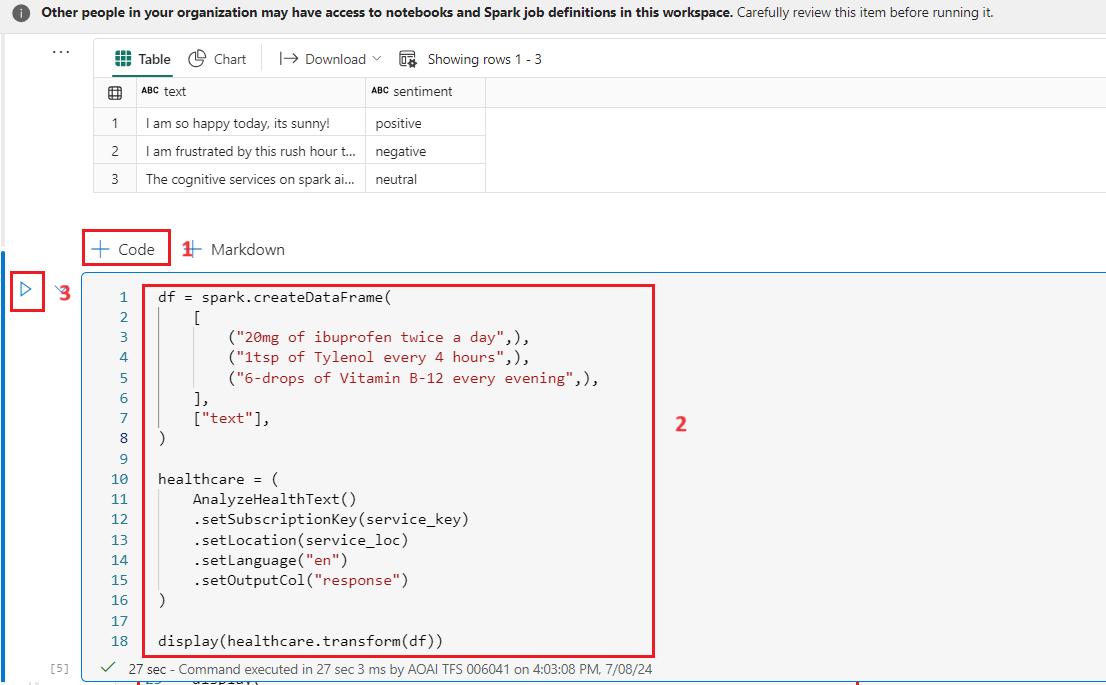 Other people in your organization may have access to notebooks and Spark job definitions in this workspace. Carefully review this item before running it.
... Table Chart Download Showing rows 1 - 3
ABC text ABC sentiment
1 I am so happy today, its sunny! positive
2 I am frustrated by this rush hour t... negative
3 The cognitive services on spark ai... neutral
+ Code 1 + Markdown
3
1 df = spark.createDataFrame(
2 [
3 ("20mg of ibuprofen twice a day",),
4 ("1tsp of Tylenol every 4 hours",),
5 ("6-drops of Vitamin B-12 every evening",),
6 ],
7 ["text"],
8 )
2
9
10 healthcare = (
11 AnalyzeHealthText()
12 .setSubscriptionKey(service_key)
13 .setLocation(service_loc)
14 .setLanguage("en")
15 .setOutputCol("response")
16 )
17
18 display(healthcare.transform(df))
[5] 27 sec - Command executed in 27 sec 3 ms by AOAI TFS 006041 on 4:03:08 PM, 7/08/24